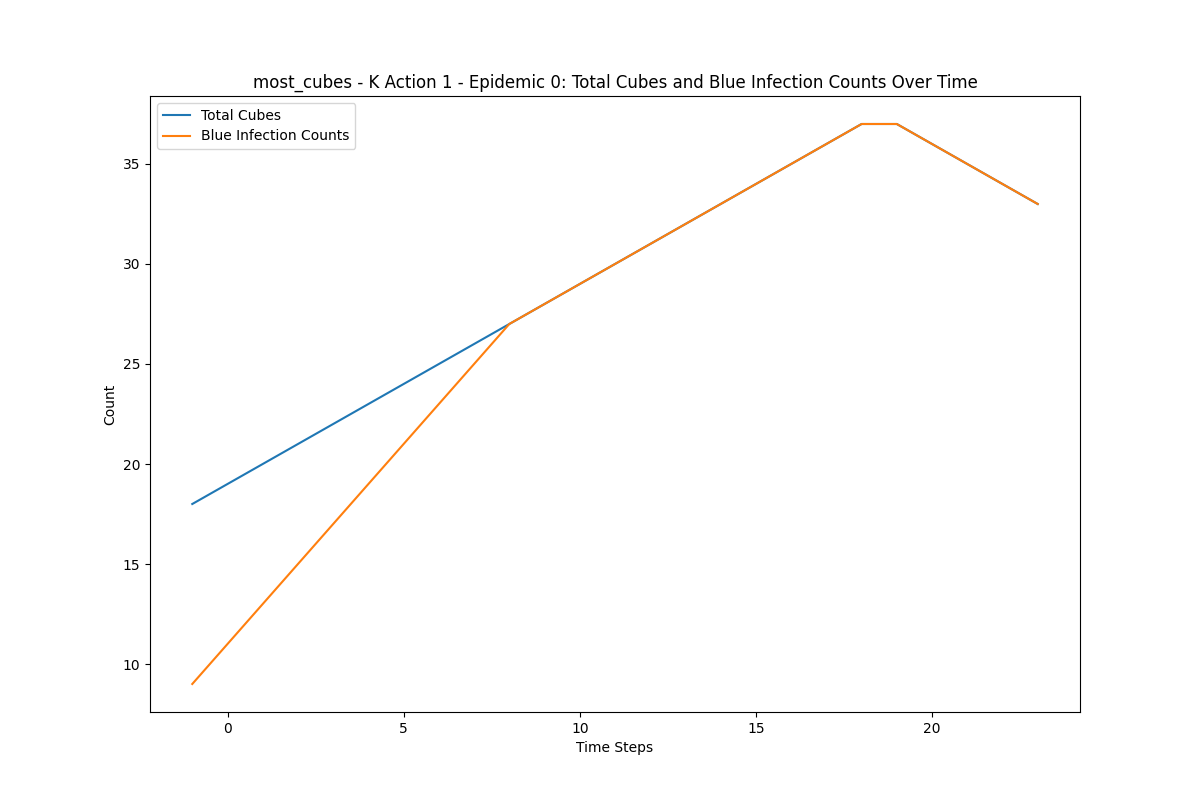 most_cubes - K Action 1 - Epidemic 0: Total Cubes and Blue Infection Counts Over Time
Total Cubes
Blue Infection Counts
35
30
25
20
15
10
Count
0 5 10 15 20
Time Steps